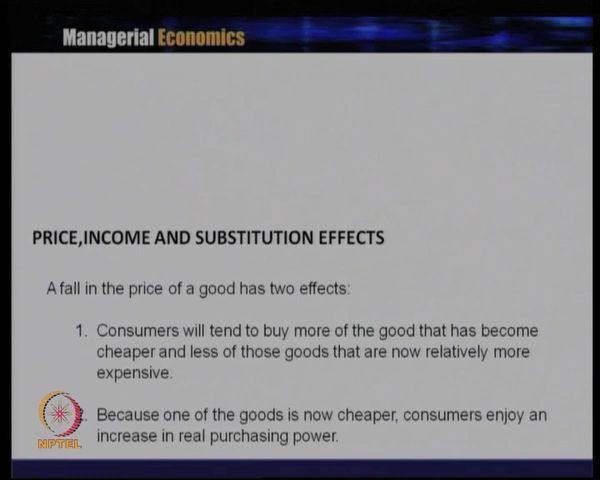 Managerial Economics
PRICE,INCOME AND SUBSTITUTION EFFECTS
A fall in the price of a good has two effects:
1. Consumers will tend to buy more of the good that has become
cheaper and less of those goods that are now relatively more
expensive.
Because one of the goods is now cheaper, consumers enjoy an
increase in real purchasing power.
NPTEL